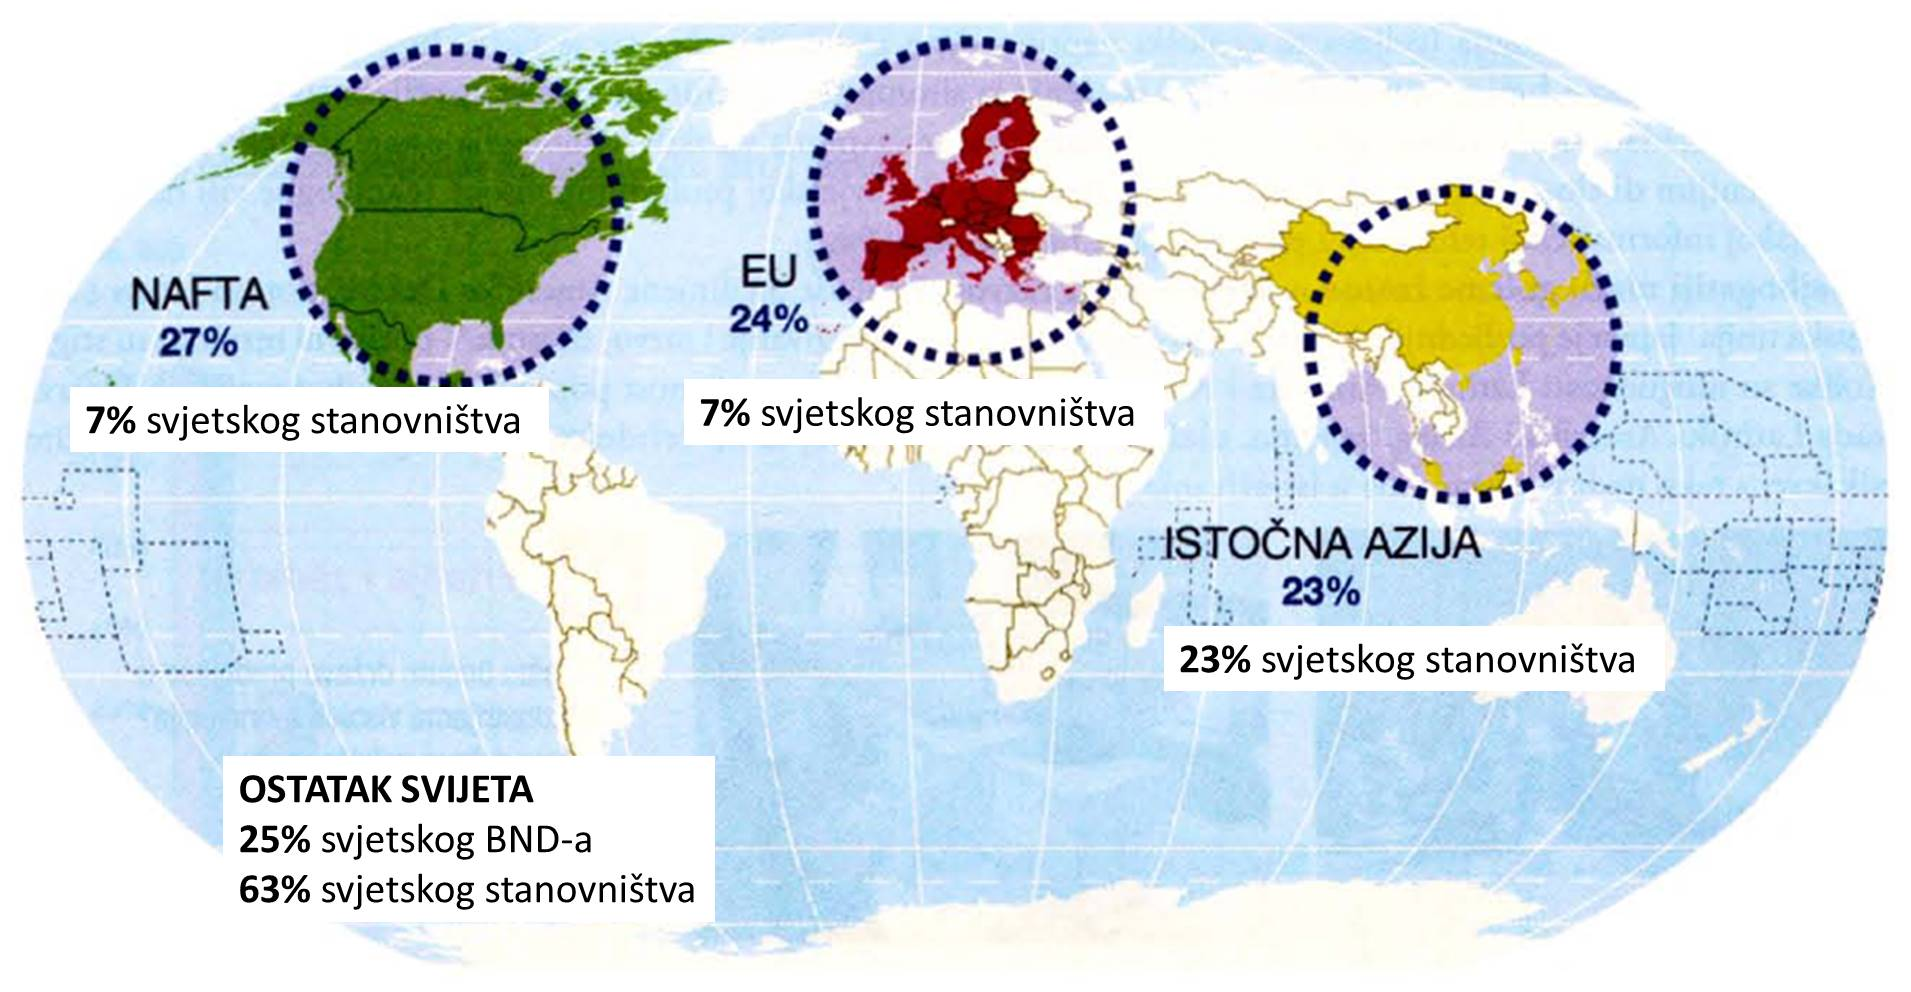 NAFTA
27%
7% svjetskog stanovništva
EU
24%
7% svjetskog stanovništva
ISTOČNA AZIJA
23%
23% svjetskog stanovništva
OSTATAK SVIJETA
25% svjetskog BND-a
63% svjetskog stanovništva